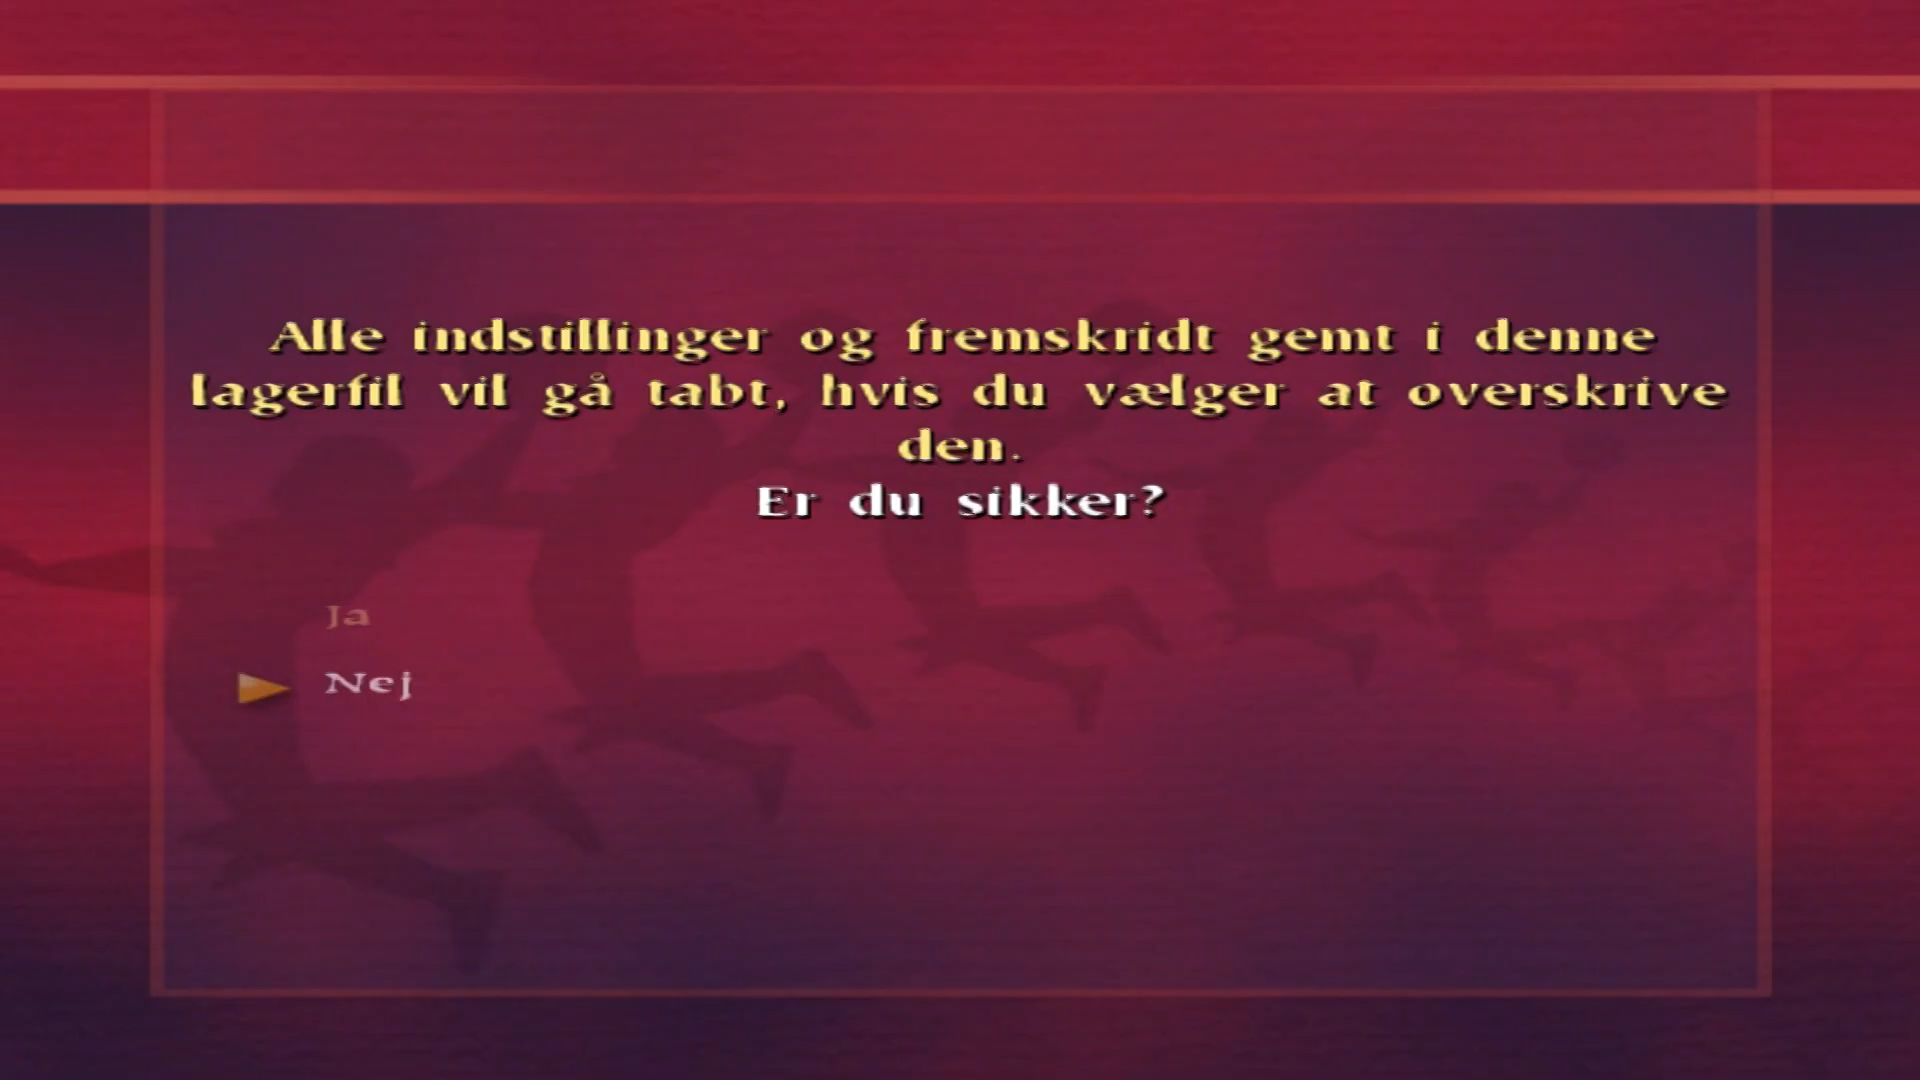 Alle indstillinger og fremskridt gemt i denne
lagerfil vil gå tabt, hvis du vælger at overskrive
den.
Er du sikker?
Ja
Nej